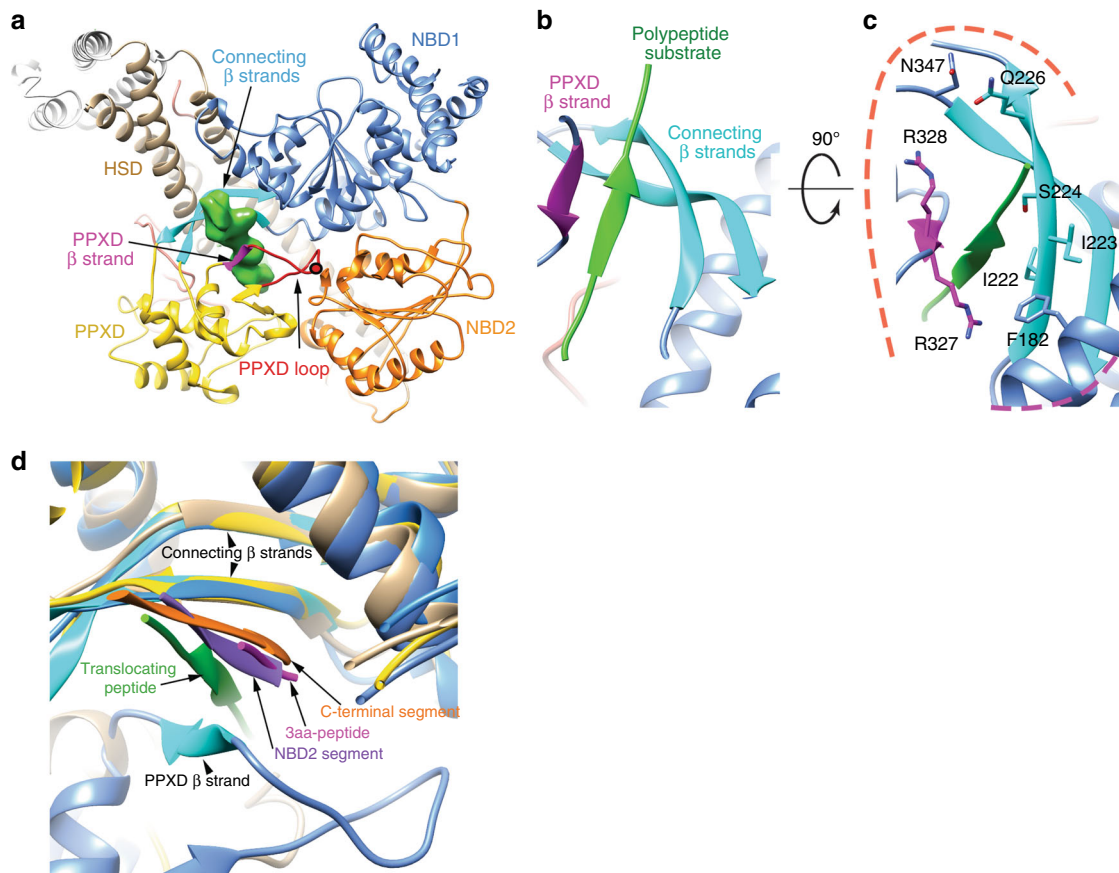 a
Connecting
β strands
NBD1
HSD
PPXD
β strand
PPXD
NBD2
PPXD loop
b
Polypeptide
substrate
PPXD
β strand
Connecting
β strands
90°
c
N347
Q226
R328
S224
I223
I222
R327
F182
d
Connecting β strands
Translocating
peptide
C-terminal segment
3aa-peptide
NBD2 segment
PPXD β strand